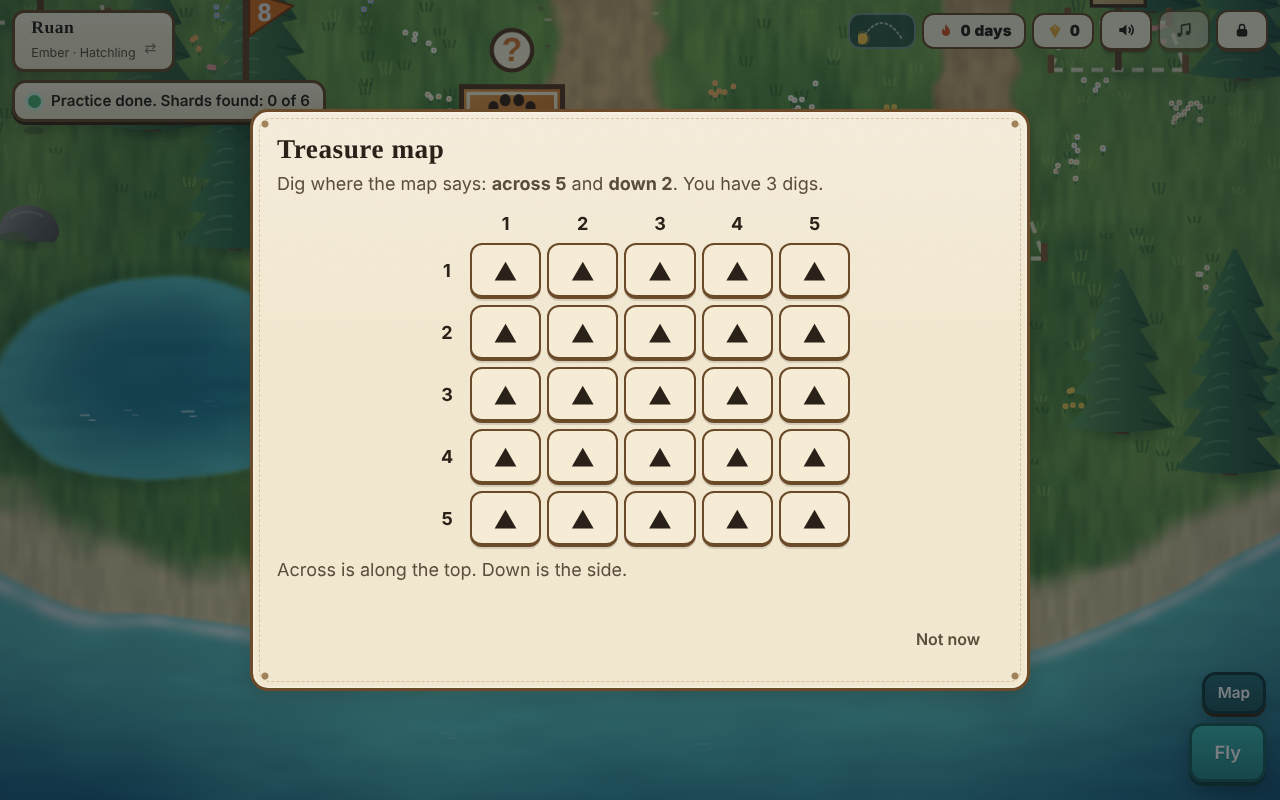 Ruan
Ember · Hatchling
8
?
0 days
0
Practice done. Shards found: 0 of 6
Treasure map
Dig where the map says: across 5 and down 2. You have 3 digs.
1 2 3 4 5
1
2
3
4
5
Across is along the top. Down is the side.
Not now
Map
Fly